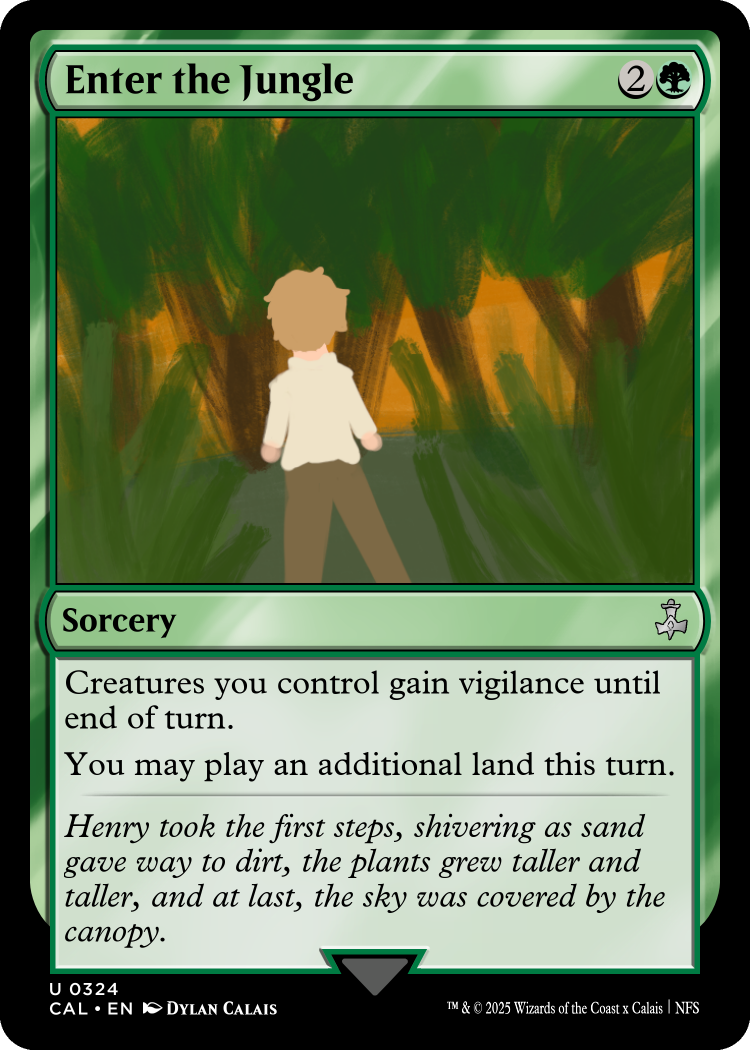 Enter the Jungle 2
Sorcery
Creatures you control gain vigilance until
end of turn.
You may play an additional land this turn.
Henry took the first steps, shivering as sand
gave way to dirt, the plants grew taller and
taller, and at last, the sky was covered by the
canopy.
U 0324
CAL • EN DYLAN CALAIS
™ & © 2025 Wizards of the Coast x Calais | NFS